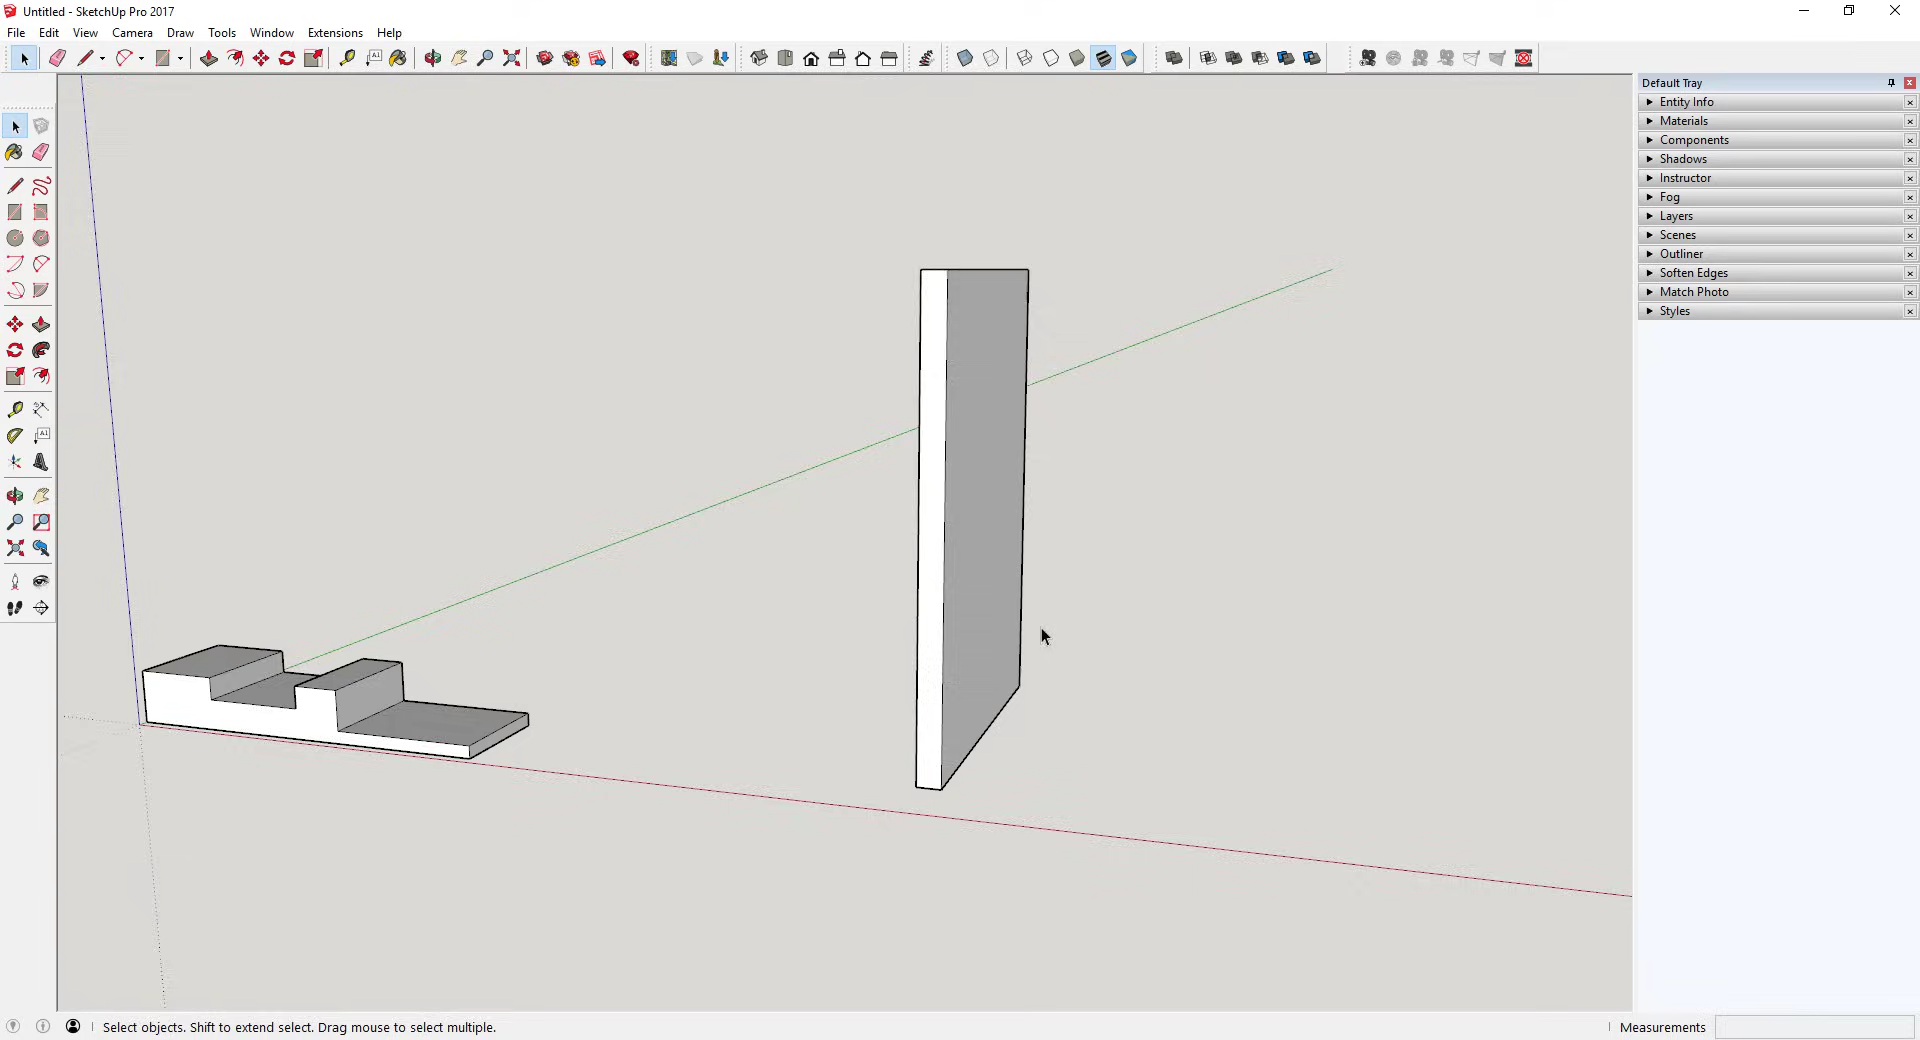 Untitled - SketchUp Pro 2017
File Edit View Camera Draw Tools Window Extensions Help
Default Tray
Entity Info
Materials
Components
Shadows
Instructor
Fog
Layers
Scenes
Outliner
Soften Edges
Match Photo
Styles
Select objects. Shift to extend select. Drag mouse to select multiple.
Measurements